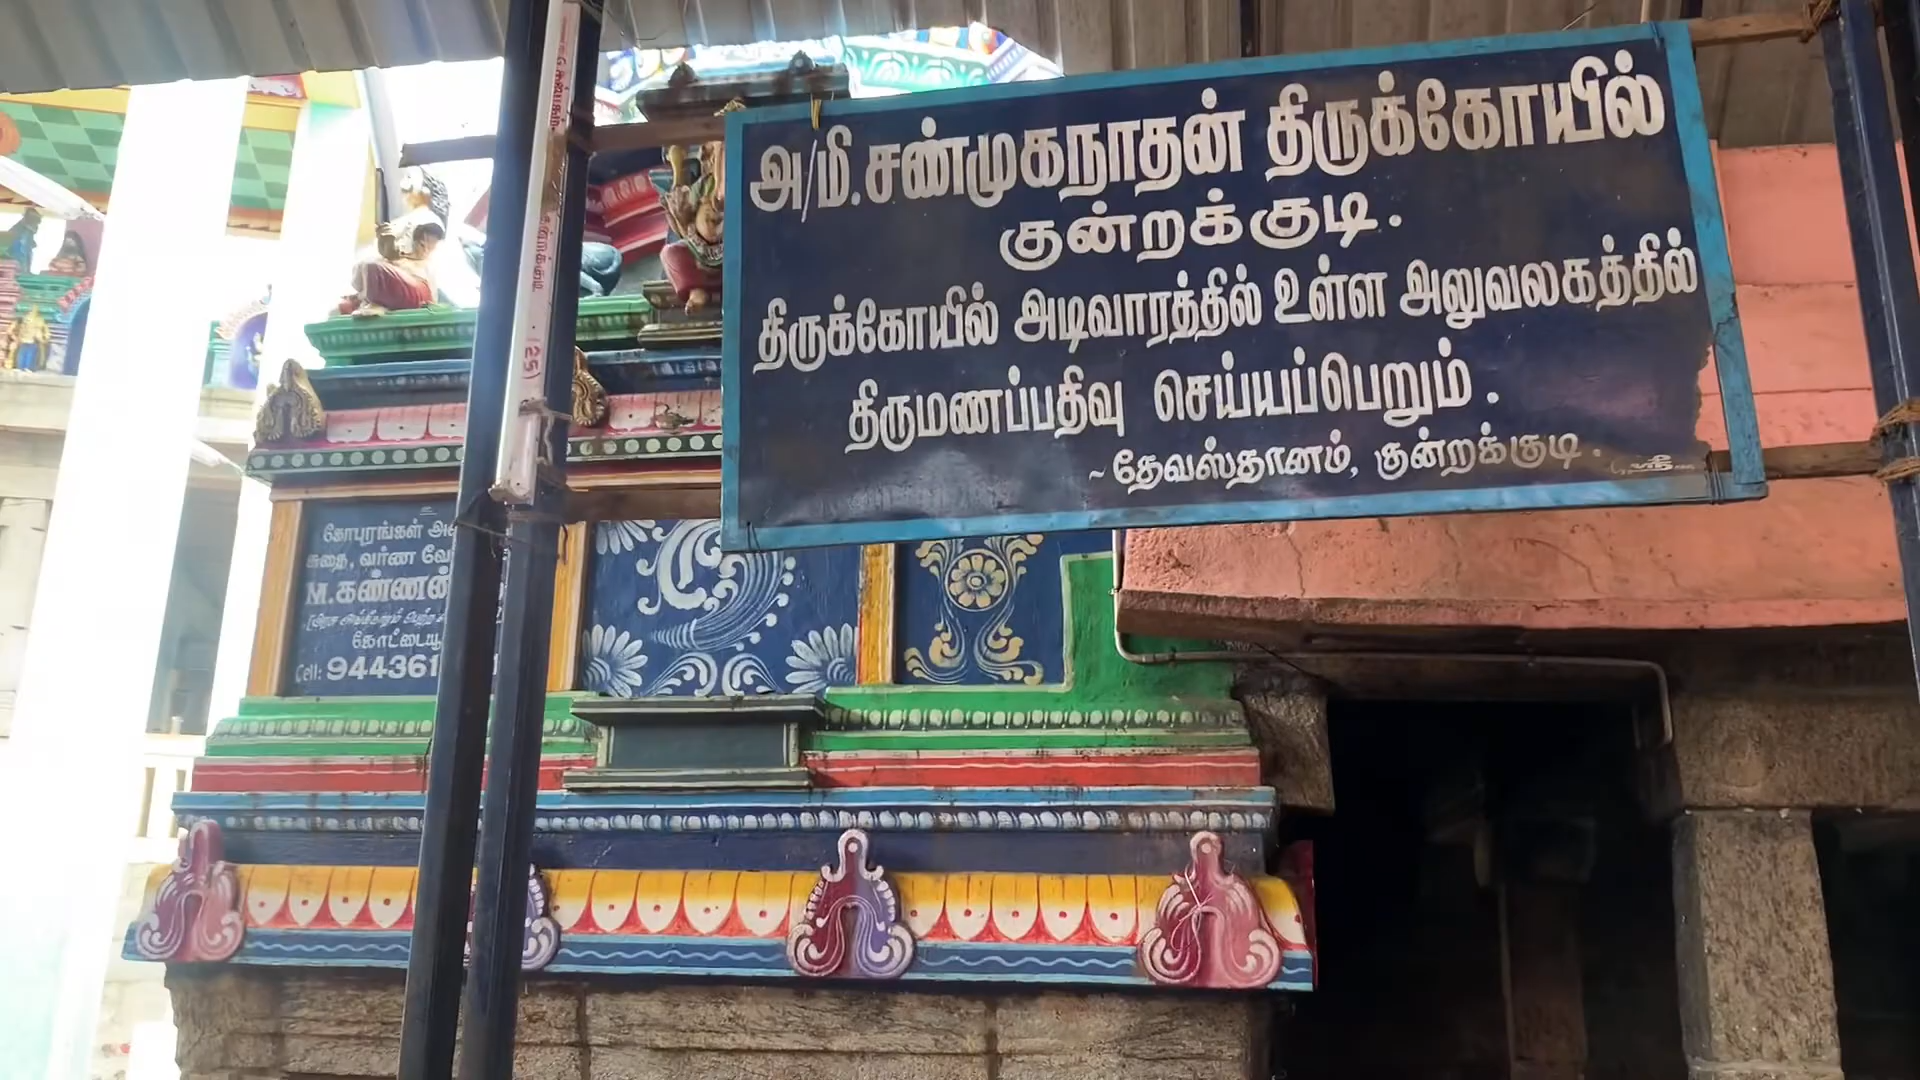 அ/மி.சண்முகநாதன் திருக்கோயில்
குன்றக்குடி.
திருக்கோயில் அடிவாரத்தில் உள்ள அலுவலகத்தில்
திருமணப்பதிவு செய்யப்பெறும்.
~தேவஸ்தானம், குன்றக்குடி.
கோபுரங்கள்
சுதை, வர்ண
M.கண்ணன்
Cell: 944361